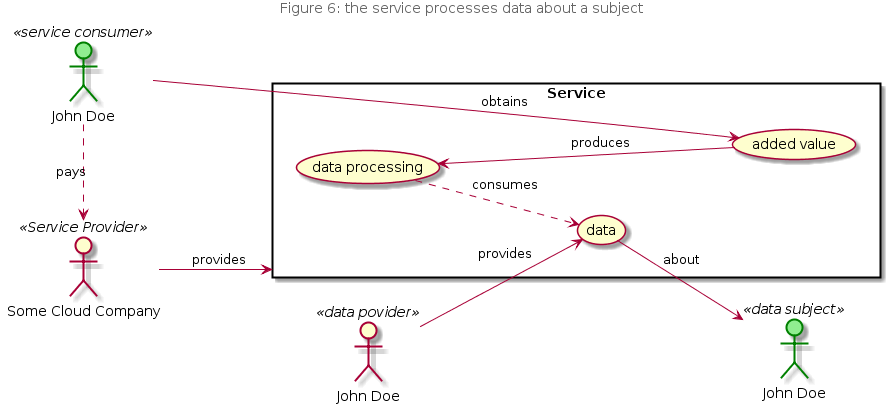 Figure 6: the service processes data about a subject
«service consumer»
John Doe
Service
obtains
produces
added value
data processing
pays
consumes
«Service Provider»
data
provides
provides
about
Some Cloud Company
«data povider»
«data subject»
John Doe
John Doe